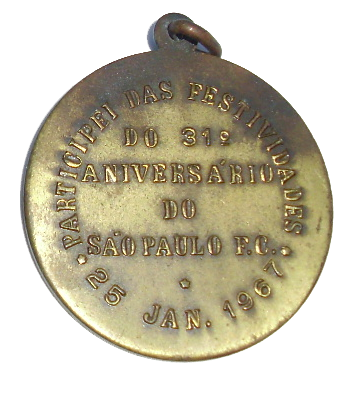 PARTICIPEI DAS FESTIVIDADES
DO 31º
ANIVERSÁRIO
DO
SÃO PAULO F.C.
25 JAN. 1967